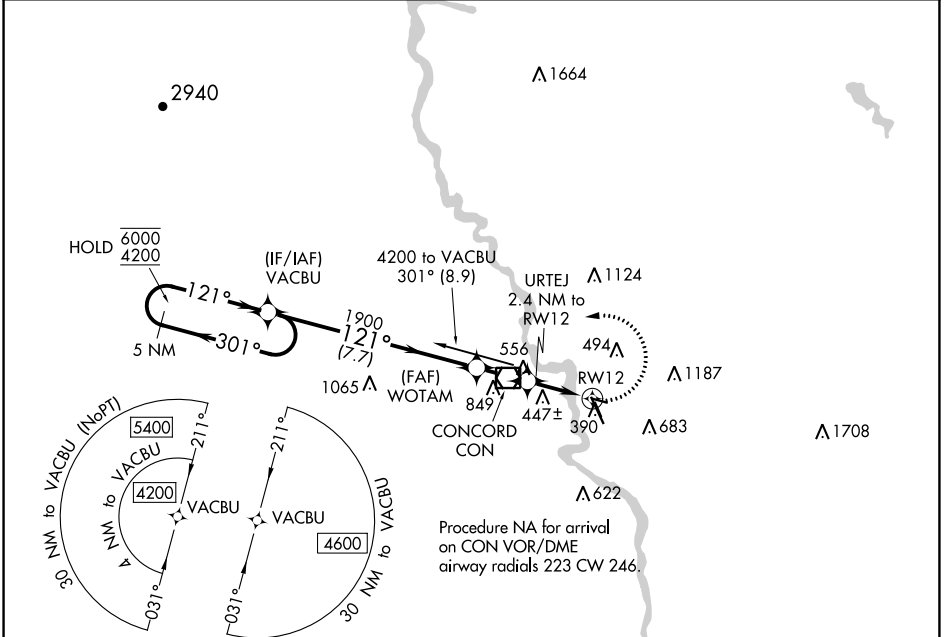 1664
2940
HOLD 6000
4200
(IF/IAF)
VACBU
4200 to VACBU
301° (8.9)
URTEJ
2.4 NM to
RW12
1124
121°
301°
5 NM
1900
121°
(7.7)
556
494
1065
(FAF)
WOTAM
849
CONCORD
CON
447±
RW12
390
1187
683
1708
622
30 NM to VACBU (NoPT)
5400
4 NM to VACBU
4200
211°
VACBU
031°
211°
VACBU
4600
30 NM to VACBU
031°
Procedure NA for arrival
on CON VOR/DME
airway radials 223 CW 246.